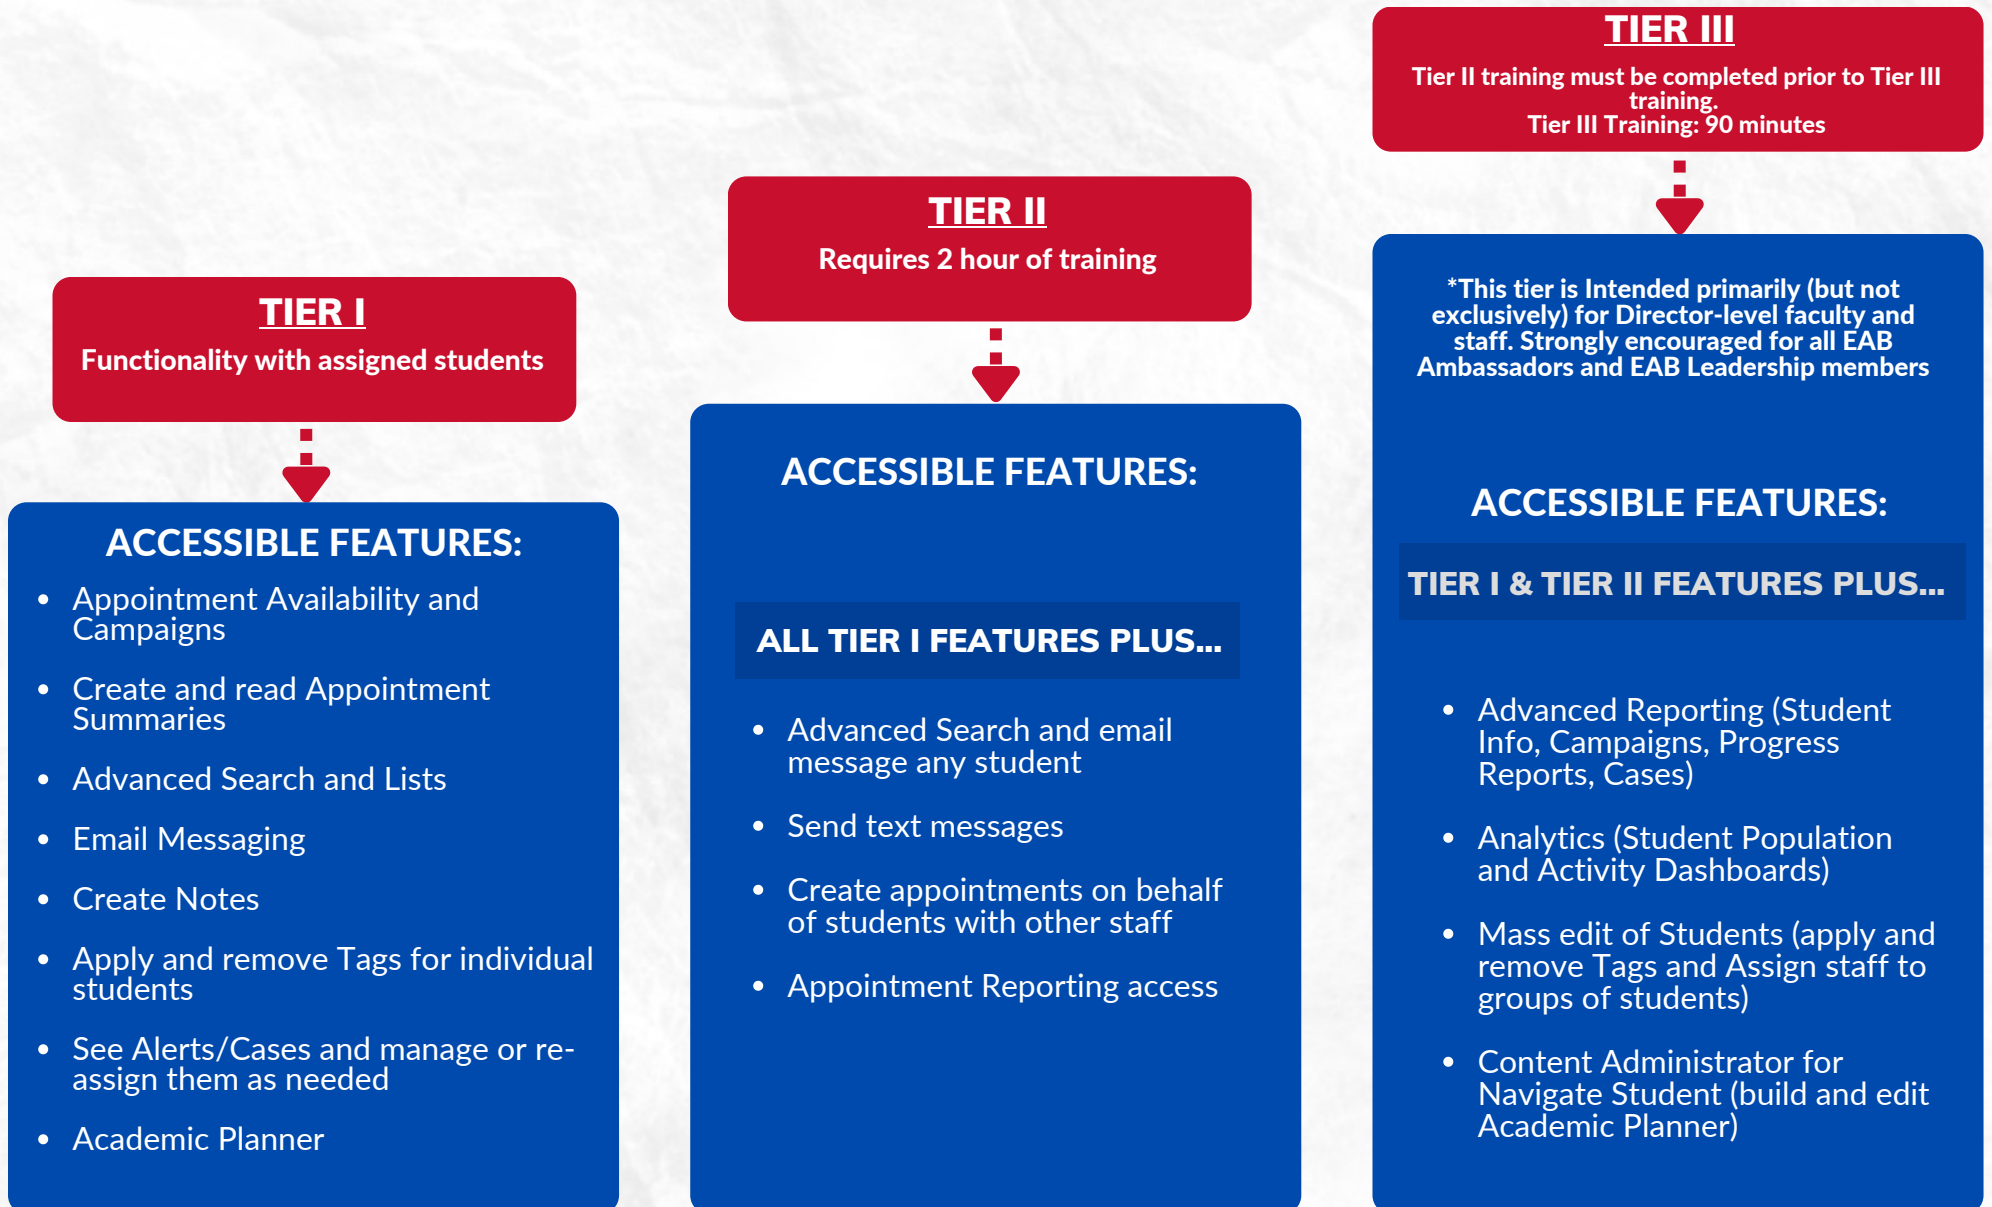 TIER I
Functionality with assigned students
ACCESSIBLE FEATURES:
• Appointment Availability and
Campaigns
• Create and read Appointment
Summaries
• Advanced Search and Lists
• Email Messaging
• Create Notes
• Apply and remove Tags for individual
students
• See Alerts/Cases and manage or re-
assign them as needed
• Academic Planner
TIER II
Requires 2 hour of training
ACCESSIBLE FEATURES:
ALL TIER I FEATURES PLUS...
• Advanced Search and email
message any student
• Send text messages
• Create appointments on behalf
of students with other staff
• Appointment Reporting access
TIER III
Tier II training must be completed prior to Tier III
training.
Tier III Training: 90 minutes
*This tier is Intended primarily (but not
exclusively) for Director-level faculty and
staff. Strongly encouraged for all EAB
Ambassadors and EAB Leadership members
ACCESSIBLE FEATURES:
TIER I & TIER II FEATURES PLUS...
• Advanced Reporting (Student
Info, Campaigns, Progress
Reports, Cases)
• Analytics (Student Population
and Activity Dashboards)
• Mass edit of Students (apply and
remove Tags and Assign staff to
groups of students)
• Content Administrator for
Navigate Student (build and edit
Academic Planner)